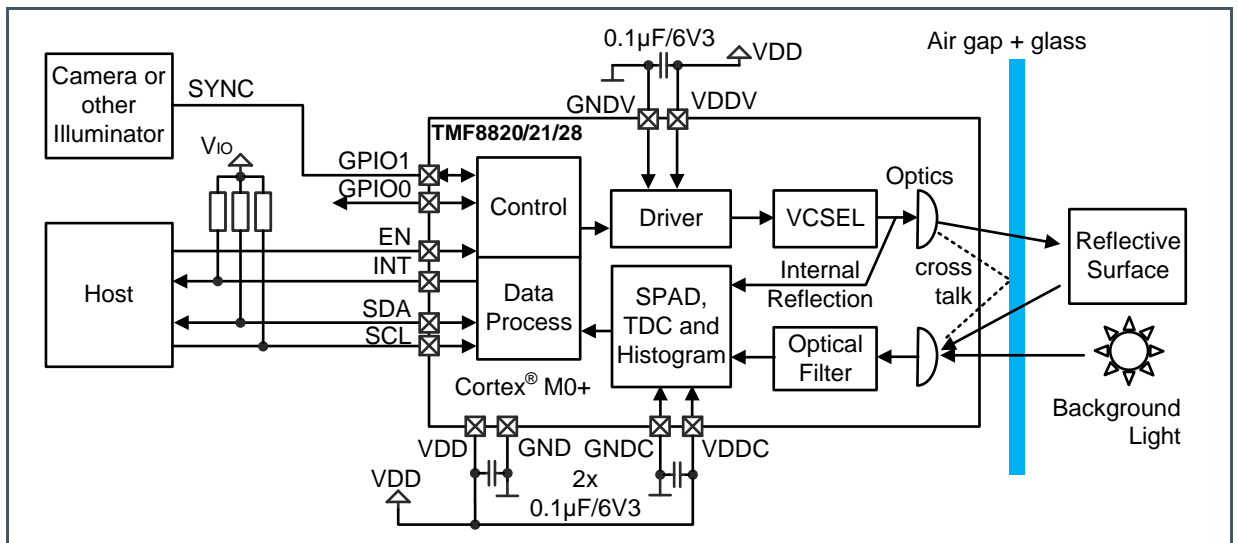 0.1µF/6V3
VDD
Air gap + glass
Camera or
other
Illuminator
SYNC
GNDV
VDDV
TMF8820/21/28
VIO
GPIO1
GPIO0
Control
Driver
VCSEL
Optics
Reflective
Surface
EN
INT
Host
Internal
Reflection
cross
talk
Data
Process
SPAD,
TDC and
Histogram
SDA
SCL
Optical
Filter
Cortex® M0+
Background
Light
VDD
GND
GNDC
VDDC
VDD
2x
0.1µF/6V3